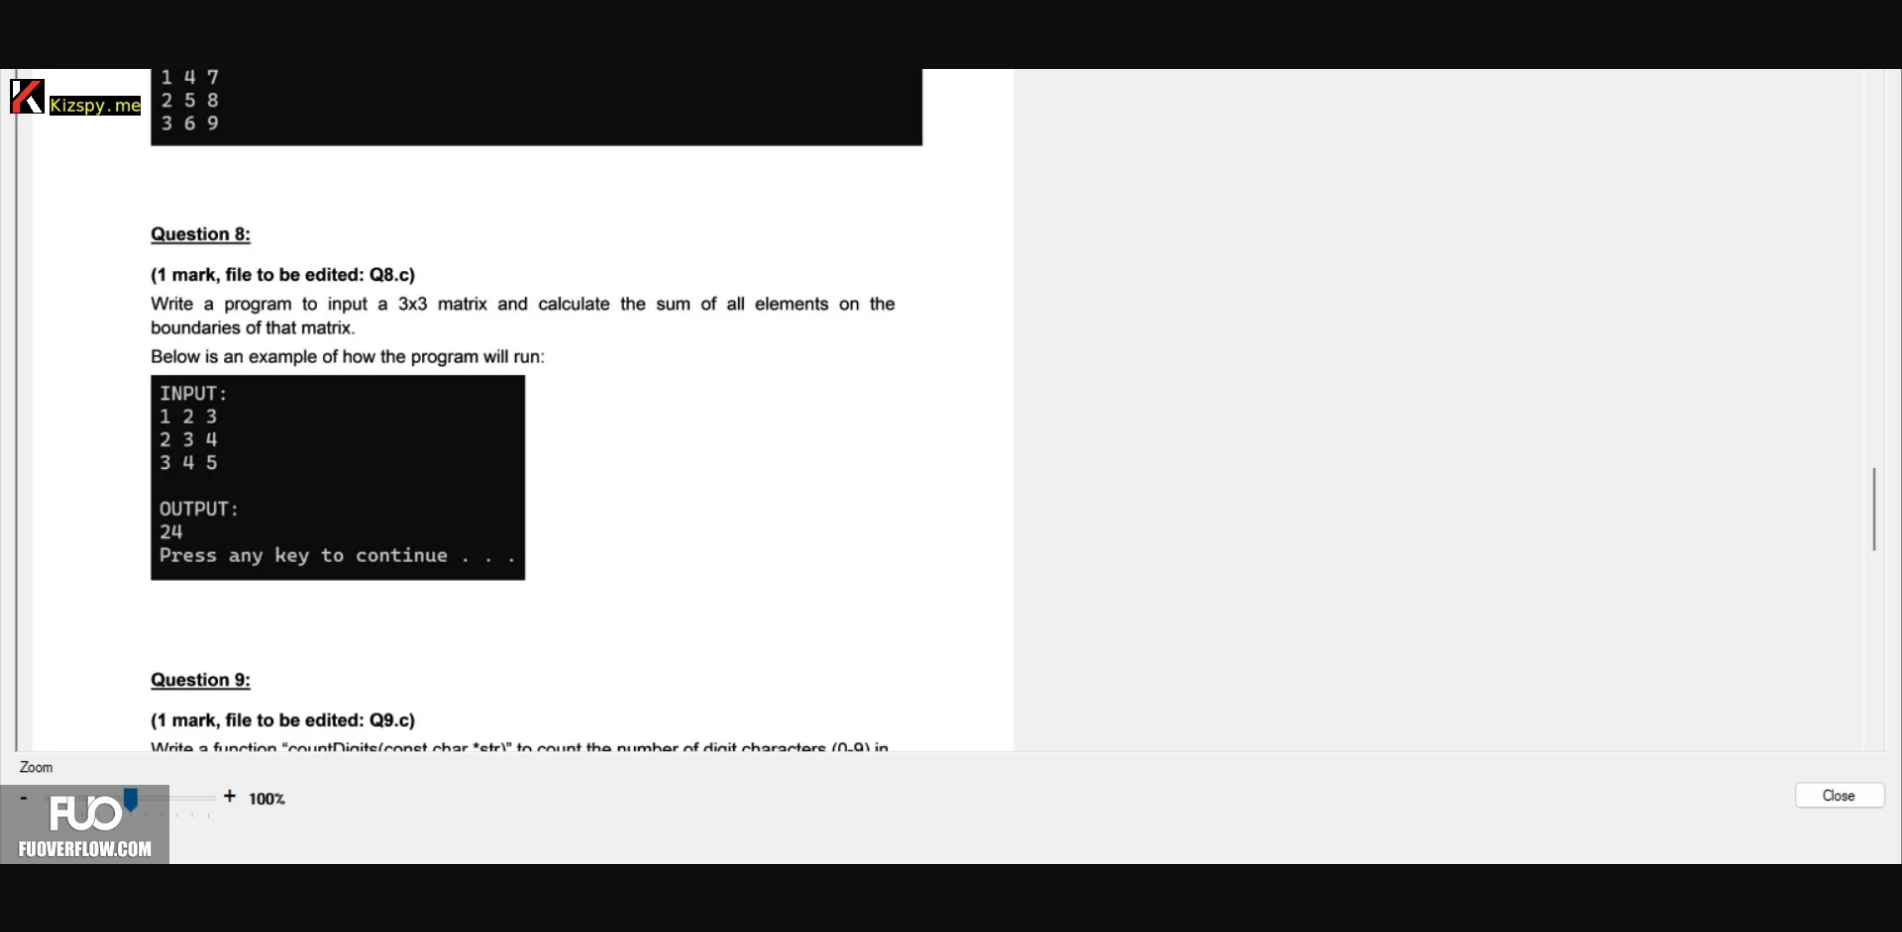 1 4 7
2 5 8
3 6 9
Kizspy.me
Question 8:
(1 mark, file to be edited: Q8.c)
Write a program to input a 3x3 matrix and calculate the sum of all elements on the
boundaries of that matrix.
Below is an example of how the program will run:
INPUT:
1 2 3
2 3 4
3 4 5
OUTPUT:
24
Press any key to continue . . .
Question 9:
(1 mark, file to be edited: Q9.c)
Write a function “countDigits(const char *str)” to count the number of digit characters (0-9) in
Zoom
- + 100%
Close
FUO
FUOVERFLOW.COM